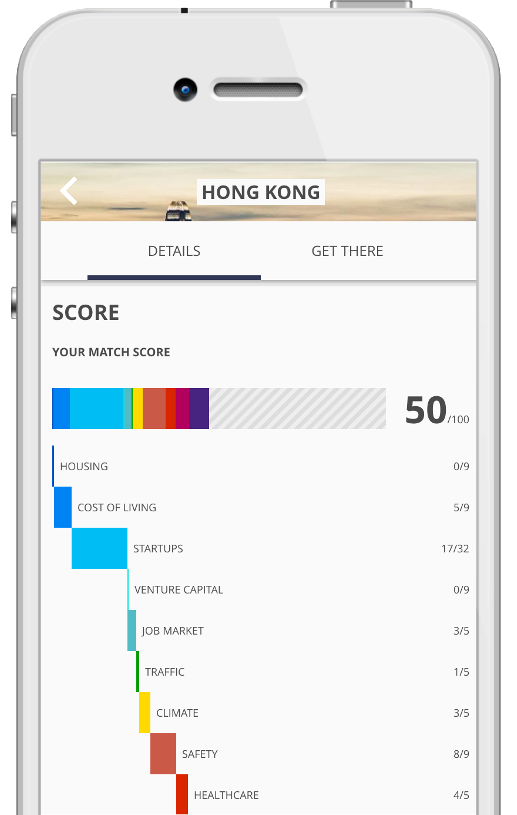 HONG KONG
DETAILS GET THERE
SCORE
YOUR MATCH SCORE
50/100
HOUSING 0/9
COST OF LIVING 5/9
STARTUPS 17/32
VENTURE CAPITAL 0/9
JOB MARKET 3/5
TRAFFIC 1/5
CLIMATE 3/5
SAFETY 8/9
HEALTHCARE 4/5